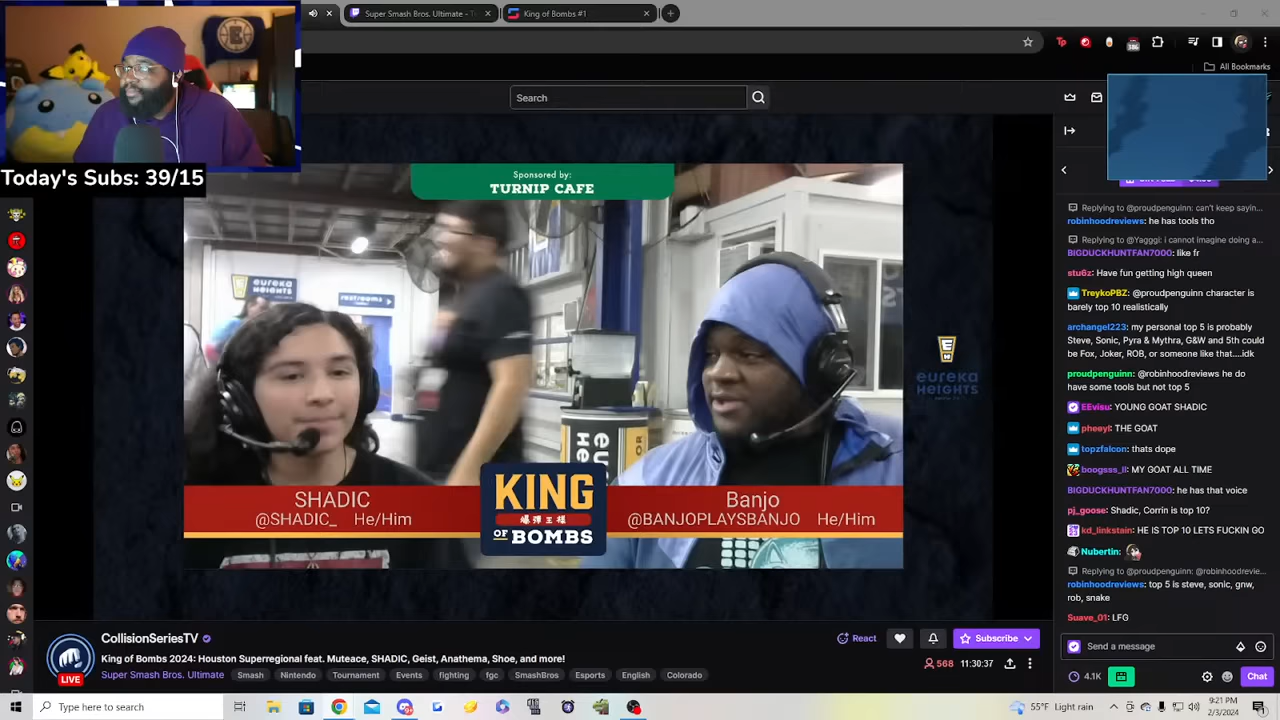 Super Smash Bros. Ultimate - T
King of Bombs #1
All Bookmarks
Search
Today's Subs: 39/15
Sponsored by:
TURNIP CAFE
eureka
HEIGHTS
restrooms
SHADIC
@SHADIC_ He/Him
KING
爆弾王様
OF BOMBS
Banjo
@BANJOPLAYSBANJO He/Him
eureka
HEIGHTS
Replying to @proudpenguinn: can't keep sayin...
robinhoodreviews: he has tools tho
Replying to @Yagggi: i cannot imagine doing a...
BIGDUCKHUNTFAN7000: like fr
stu6z: Have fun getting high queen
TreykoPBZ: @proudpenguinn character is
barely top 10 realistically
archangel223: my personal top 5 is probably
Steve, Sonic, Pyra & Mythra, G&W and 5th could
be Fox, Joker, ROB, or someone like that....idk
proudpenguinn: @robinhoodreviews he do
have some tools but not top 5
EEvisu: YOUNG GOAT SHADIC
pheeyl: THE GOAT
topzfalcon: thats dope
boogsss_ll: MY GOAT ALL TIME
BIGDUCKHUNTFAN7000: he has that voice
pj_goose: Shadic, Corrin is top 10?
kd_linkstain: HE IS TOP 10 LETS FUCKIN GO
Nubertin:
Replying to @proudpenguinn: @robinhoodrevie...
robinhoodreviews: top 5 is steve, sonic, gnw,
rob, snake
Suave_01: LFG
Send a message
4.1K
Chat
CollisionSeriesTV
King of Bombs 2024: Houston Superregional feat. Muteace, SHADIC, Geist, Anathema, Shoe, and more!
Super Smash Bros. Ultimate Smash Nintendo Tournament Events fighting fgc SmashBros Esports English Colorado
LIVE
React
Subscribe
568 11:30:37
Type here to search
55°F Light rain
9:21 PM
2/3/2024